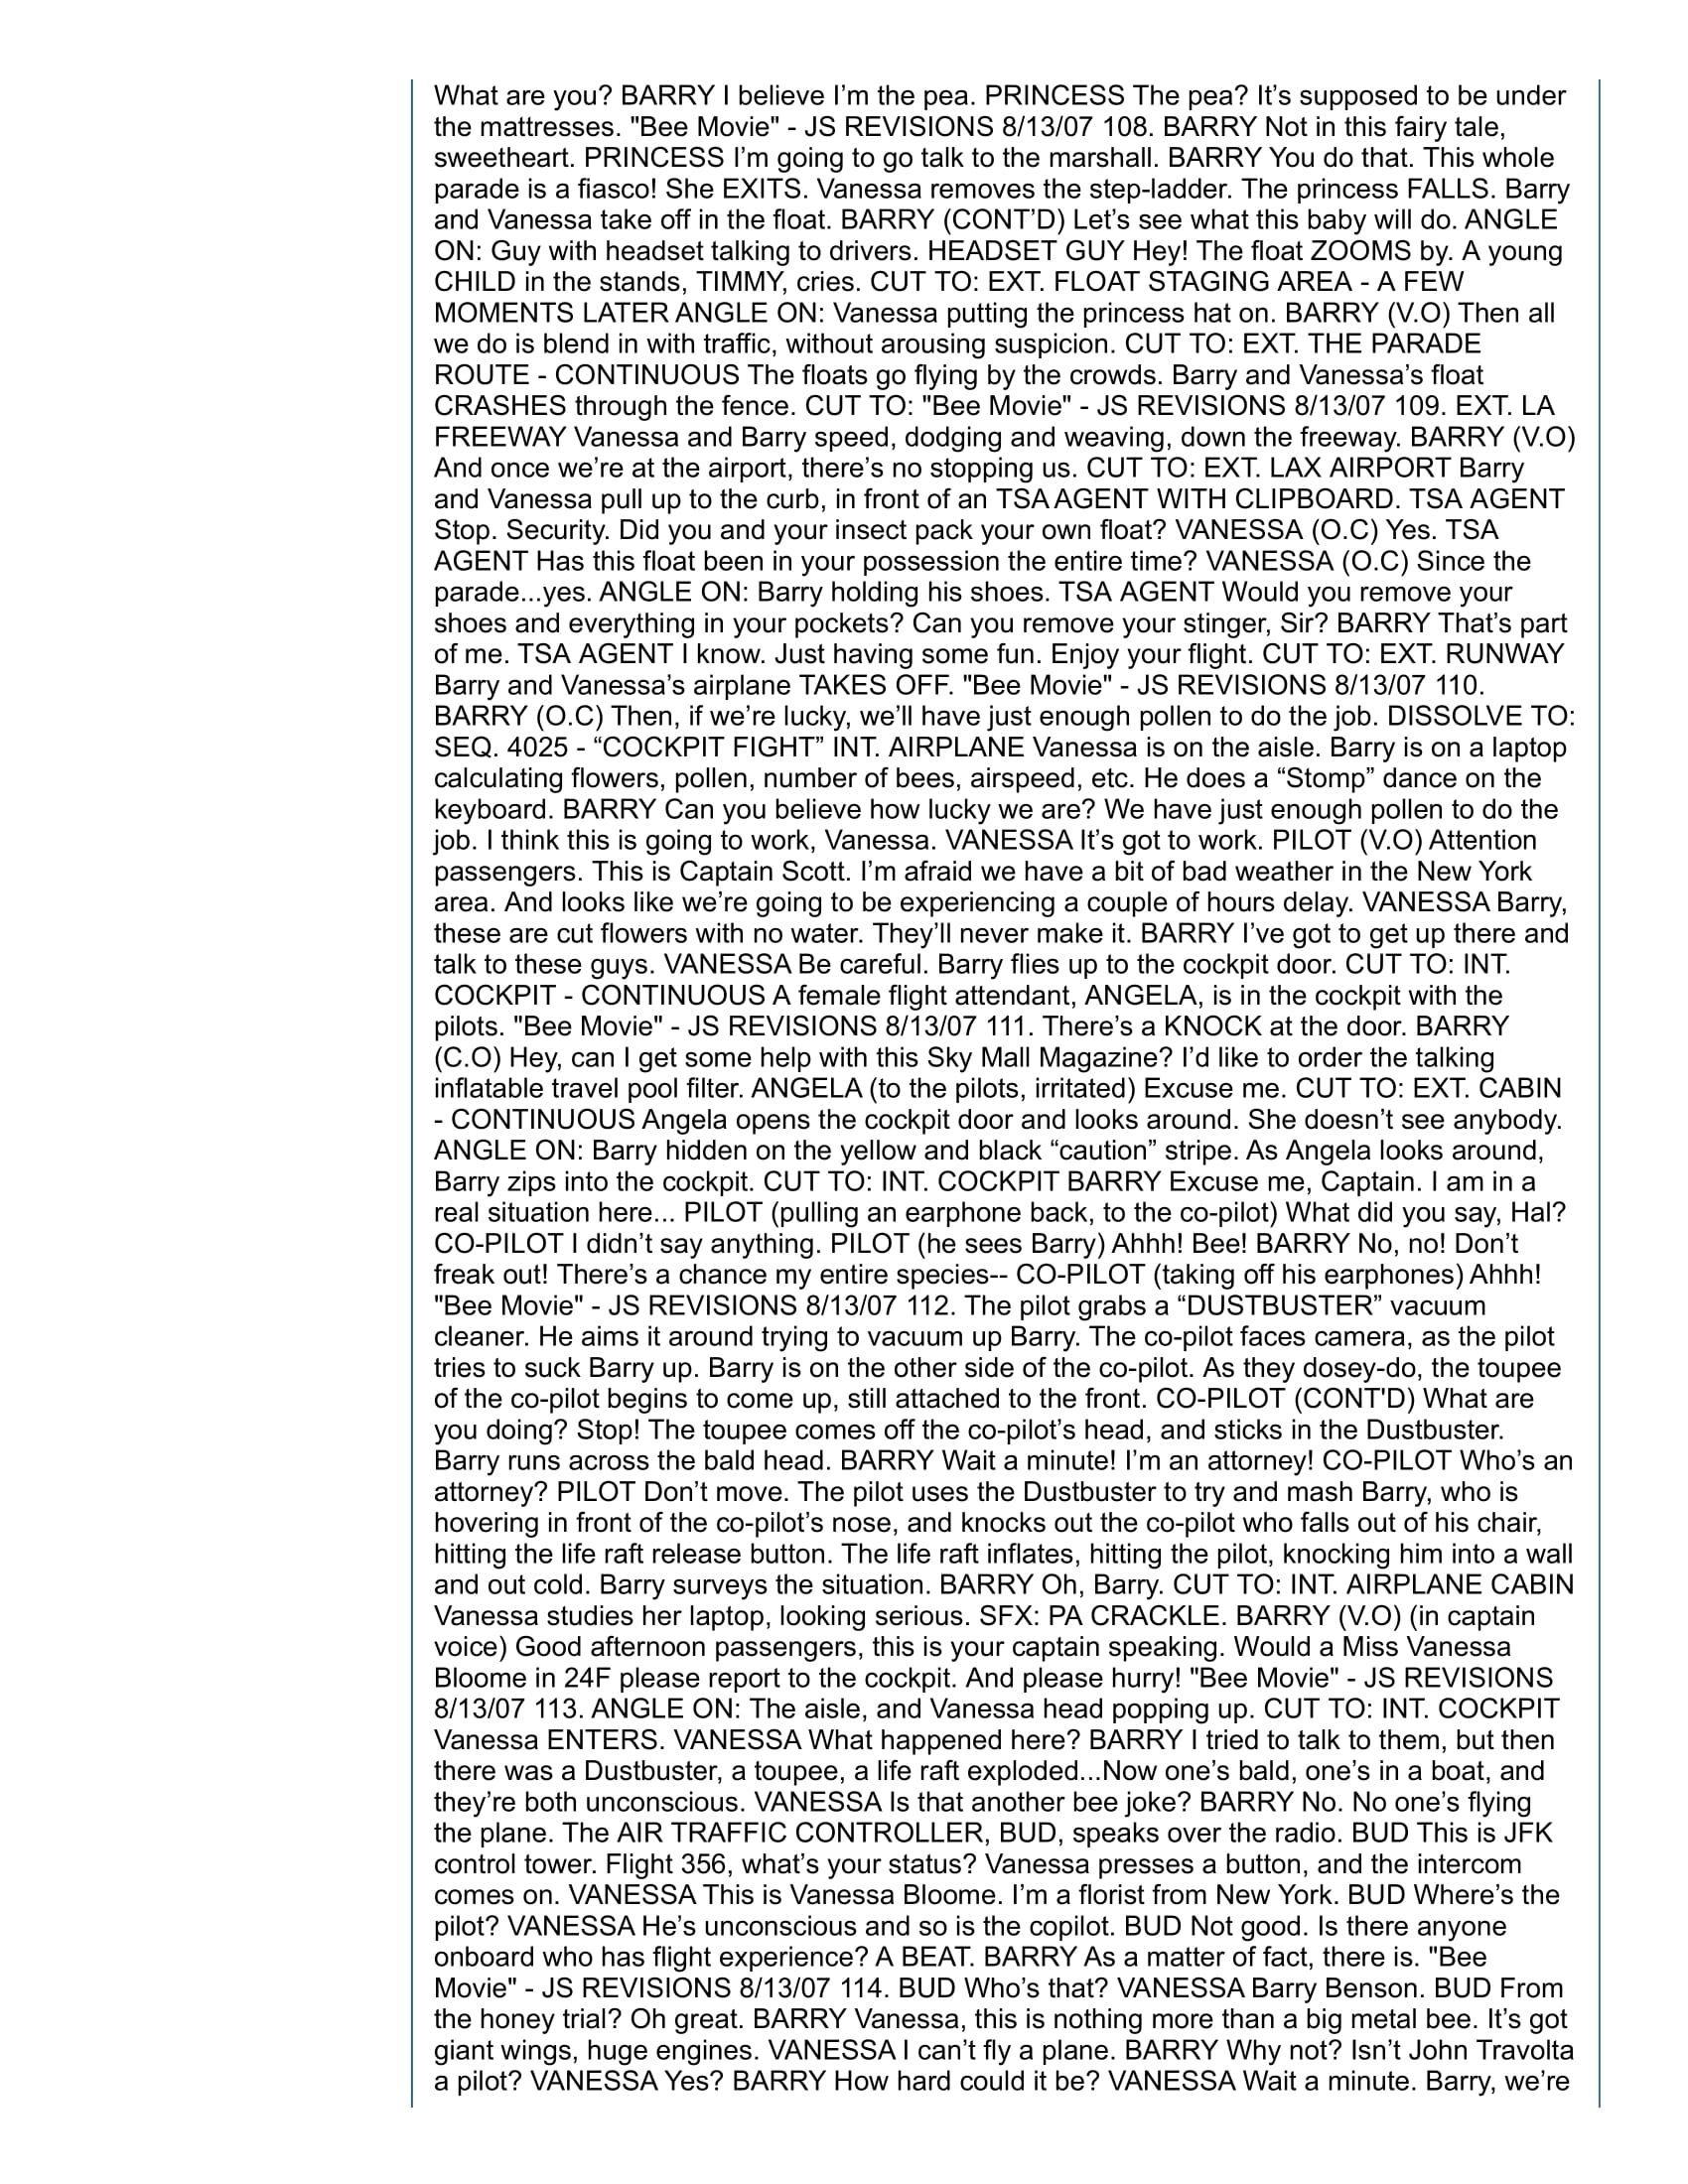 What are you? BARRY I believe I’m the pea. PRINCESS The pea? It’s supposed to be under
the mattresses. "Bee Movie" - JS REVISIONS 8/13/07 108. BARRY Not in this fairy tale,
sweetheart. PRINCESS I’m going to go talk to the marshall. BARRY You do that. This whole
parade is a fiasco! She EXITS. Vanessa removes the step-ladder. The princess FALLS. Barry
and Vanessa take off in the float. BARRY (CONT’D) Let’s see what this baby will do. ANGLE
ON: Guy with headset talking to drivers. HEADSET GUY Hey! The float ZOOMS by. A young
CHILD in the stands, TIMMY, cries. CUT TO: EXT. FLOAT STAGING AREA - A FEW
MOMENTS LATER ANGLE ON: Vanessa putting the princess hat on. BARRY (V.O) Then all
we do is blend in with traffic, without arousing suspicion. CUT TO: EXT. THE PARADE
ROUTE - CONTINUOUS The floats go flying by the crowds. Barry and Vanessa’s float
CRASHES through the fence. CUT TO: "Bee Movie" - JS REVISIONS 8/13/07 109. EXT. LA
FREEWAY Vanessa and Barry speed, dodging and weaving, down the freeway. BARRY (V.O)
And once we’re at the airport, there’s no stopping us. CUT TO: EXT. LAX AIRPORT Barry
and Vanessa pull up to the curb, in front of an TSA AGENT WITH CLIPBOARD. TSA AGENT
Stop. Security. Did you and your insect pack your own float? VANESSA (O.C) Yes. TSA
AGENT Has this float been in your possession the entire time? VANESSA (O.C) Since the
parade...yes. ANGLE ON: Barry holding his shoes. TSA AGENT Would you remove your
shoes and everything in your pockets? Can you remove your stinger, Sir? BARRY That’s part
of me. TSA AGENT I know. Just having some fun. Enjoy your flight. CUT TO: EXT. RUNWAY
Barry and Vanessa’s airplane TAKES OFF. "Bee Movie" - JS REVISIONS 8/13/07 110.
BARRY (O.C) Then, if we’re lucky, we’ll have just enough pollen to do the job. DISSOLVE TO:
SEQ. 4025 - “COCKPIT FIGHT” INT. AIRPLANE Vanessa is on the aisle. Barry is on a laptop
calculating flowers, pollen, number of bees, airspeed, etc. He does a “Stomp” dance on the
keyboard. BARRY Can you believe how lucky we are? We have just enough pollen to do the
job. I think this is going to work, Vanessa. VANESSA It’s got to work. PILOT (V.O) Attention
passengers. This is Captain Scott. I’m afraid we have a bit of bad weather in the New York
area. And looks like we’re going to be experiencing a couple of hours delay. VANESSA Barry,
these are cut flowers with no water. They’ll never make it. BARRY I’ve got to get up there and
talk to these guys. VANESSA Be careful. Barry flies up to the cockpit door. CUT TO: INT.
COCKPIT - CONTINUOUS A female flight attendant, ANGELA, is in the cockpit with the
pilots. "Bee Movie" - JS REVISIONS 8/13/07 111. There’s a KNOCK at the door. BARRY
(C.O) Hey, can I get some help with this Sky Mall Magazine? I’d like to order the talking
inflatable travel pool filter. ANGELA (to the pilots, irritated) Excuse me. CUT TO: EXT. CABIN
- CONTINUOUS Angela opens the cockpit door and looks around. She doesn’t see anybody.
ANGLE ON: Barry hidden on the yellow and black “caution” stripe. As Angela looks around,
Barry zips into the cockpit. CUT TO: INT. COCKPIT BARRY Excuse me, Captain. I am in a
real situation here... PILOT (pulling an earphone back, to the co-pilot) What did you say, Hal?
CO-PILOT I didn’t say anything. PILOT (he sees Barry) Ahhh! Bee! BARRY No, no! Don’t
freak out! There’s a chance my entire species-- CO-PILOT (taking off his earphones) Ahhh!
"Bee Movie" - JS REVISIONS 8/13/07 112. The pilot grabs a “DUSTBUSTER” vacuum
cleaner. He aims it around trying to vacuum up Barry. The co-pilot faces camera, as the pilot
tries to suck Barry up. Barry is on the other side of the co-pilot. As they dosey-do, the toupee
of the co-pilot begins to come up, still attached to the front. CO-PILOT (CONT'D) What are
you doing? Stop! The toupee comes off the co-pilot’s head, and sticks in the Dustbuster.
Barry runs across the bald head. BARRY Wait a minute! I’m an attorney! CO-PILOT Who’s an
attorney? PILOT Don’t move. The pilot uses the Dustbuster to try and mash Barry, who is
hovering in front of the co-pilot’s nose, and knocks out the co-pilot who falls out of his chair,
hitting the life raft release button. The life raft inflates, hitting the pilot, knocking him into a wall
and out cold. Barry surveys the situation. BARRY Oh, Barry. CUT TO: INT. AIRPLANE CABIN
Vanessa studies her laptop, looking serious. SFX: PA CRACKLE. BARRY (V.O) (in captain
voice) Good afternoon passengers, this is your captain speaking. Would a Miss Vanessa
Bloome in 24F please report to the cockpit. And please hurry! "Bee Movie" - JS REVISIONS
8/13/07 113. ANGLE ON: The aisle, and Vanessa head popping up. CUT TO: INT. COCKPIT
Vanessa ENTERS. VANESSA What happened here? BARRY I tried to talk to them, but then
there was a Dustbuster, a toupee, a life raft exploded...Now one’s bald, one’s in a boat, and
they’re both unconscious. VANESSA Is that another bee joke? BARRY No. No one’s flying
the plane. The AIR TRAFFIC CONTROLLER, BUD, speaks over the radio. BUD This is JFK
control tower. Flight 356, what’s your status? Vanessa presses a button, and the intercom
comes on. VANESSA This is Vanessa Bloome. I’m a florist from New York. BUD Where’s the
pilot? VANESSA He’s unconscious and so is the copilot. BUD Not good. Is there anyone
onboard who has flight experience? A BEAT. BARRY As a matter of fact, there is. "Bee
Movie" - JS REVISIONS 8/13/07 114. BUD Who’s that? VANESSA Barry Benson. BUD From
the honey trial? Oh great. BARRY Vanessa, this is nothing more than a big metal bee. It’s got
giant wings, huge engines. VANESSA I can’t fly a plane. BARRY Why not? Isn’t John Travolta
a pilot? VANESSA Yes? BARRY How hard could it be? VANESSA Wait a minute. Barry, we’re